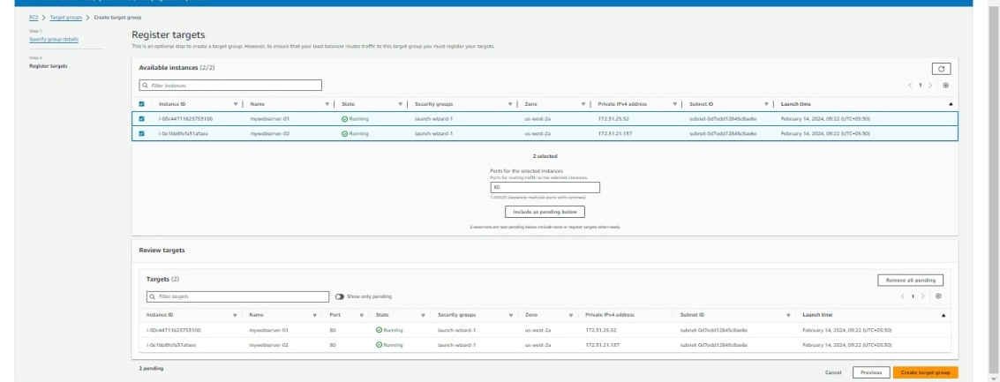 EC2 > Target groups > Create target group
Step 1
Specify group details
Step 2
Register targets
Register targets
This is an optional step to create a target group. However, to ensure that your load balancer routes traffic to this target group you must register your targets.
Available instances (2/2)
Filter instances
1
Instance ID Name State Security groups Zone Private IPv4 address Subnet ID Launch time
i-00c44711625753100 mywebserver-01 Running launch-wizard-1 us-west-2a 172.31.25.52 subnet-0d7edd12845c8ae6e February 14, 2024, 09:22 (UTC+05:30)
mywebserver-02 Running launch-wizard-1 us-west-2a 172.31.21.137 subnet-0d7edd12845c8ae6e February 14, 2024, 09:22 (UTC+05:30)
2 selected
Ports for the selected instances
Ports for routing traffic to the selected instances.
80
1-65535 (separate multiple ports with commas)
Include as pending below
2 selections are now pending below. Include more or register targets when ready.
Review targets
Targets (2)
Remove all pending
Filter targets
Show only pending
1
Instance ID Name Port State Security groups Zone Private IPv4 address Subnet ID Launch time
i-00c44711625753100 mywebserver-01 80 Running launch-wizard-1 us-west-2a 172.31.25.52 subnet-0d7edd12845c8ae6e February 14, 2024, 09:22 (UTC+05:30)
mywebserver-02 80 Running launch-wizard-1 us-west-2a 172.31.21.137 subnet-0d7edd12845c8ae6e February 14, 2024, 09:22 (UTC+05:30)
2 pending
Cancel Previous Create target group